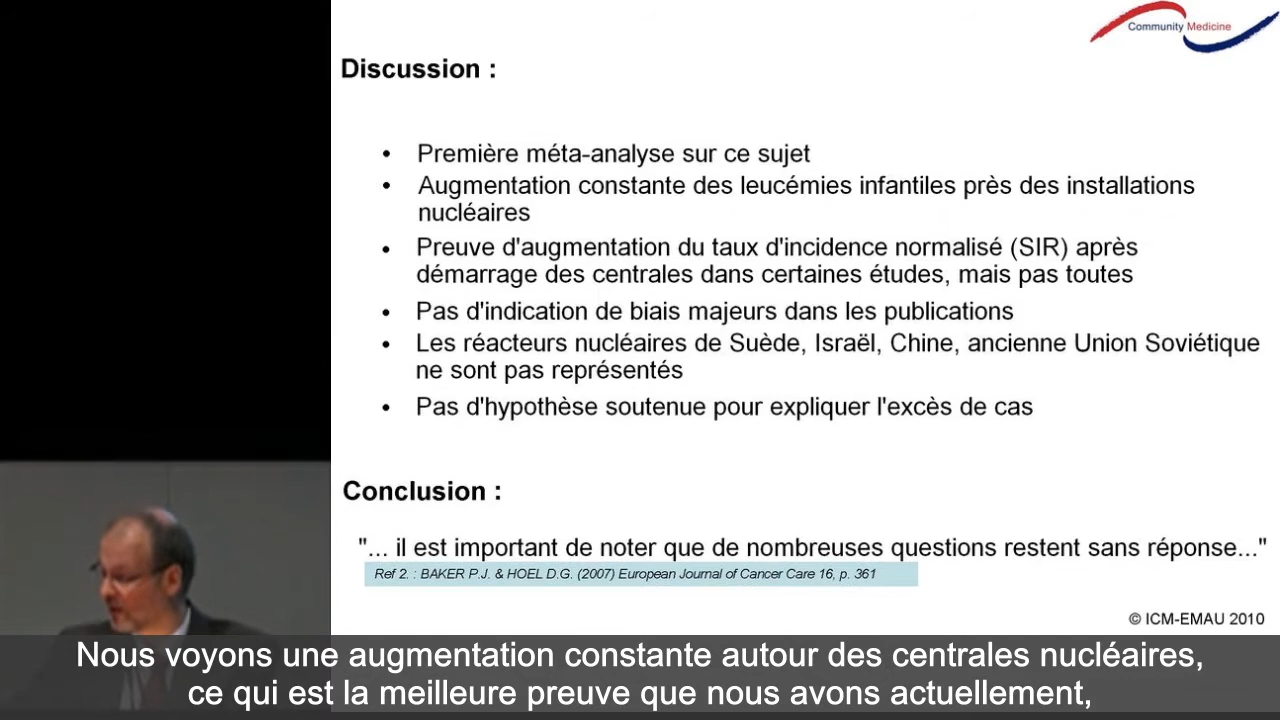 Community Medicine
Discussion :
• Première méta-analyse sur ce sujet
• Augmentation constante des leucémies infantiles près des installations
nucléaires
• Preuve d'augmentation du taux d'incidence normalisé (SIR) après
démarrage des centrales dans certaines études, mais pas toutes
• Pas d'indication de biais majeurs dans les publications
• Les réacteurs nucléaires de Suède, Israël, Chine, ancienne Union Soviétique
ne sont pas représentés
• Pas d'hypothèse soutenue pour expliquer l'excès de cas
Conclusion :
"... il est important de noter que de nombreuses questions restent sans réponse..."
Ref 2. : BAKER P.J. & HOEL D.G. (2007) European Journal of Cancer Care 16, p. 361
© ICM-EMAU 2010
Nous voyons une augmentation constante autour des centrales nucléaires,
ce qui est la meilleure preuve que nous avons actuellement,